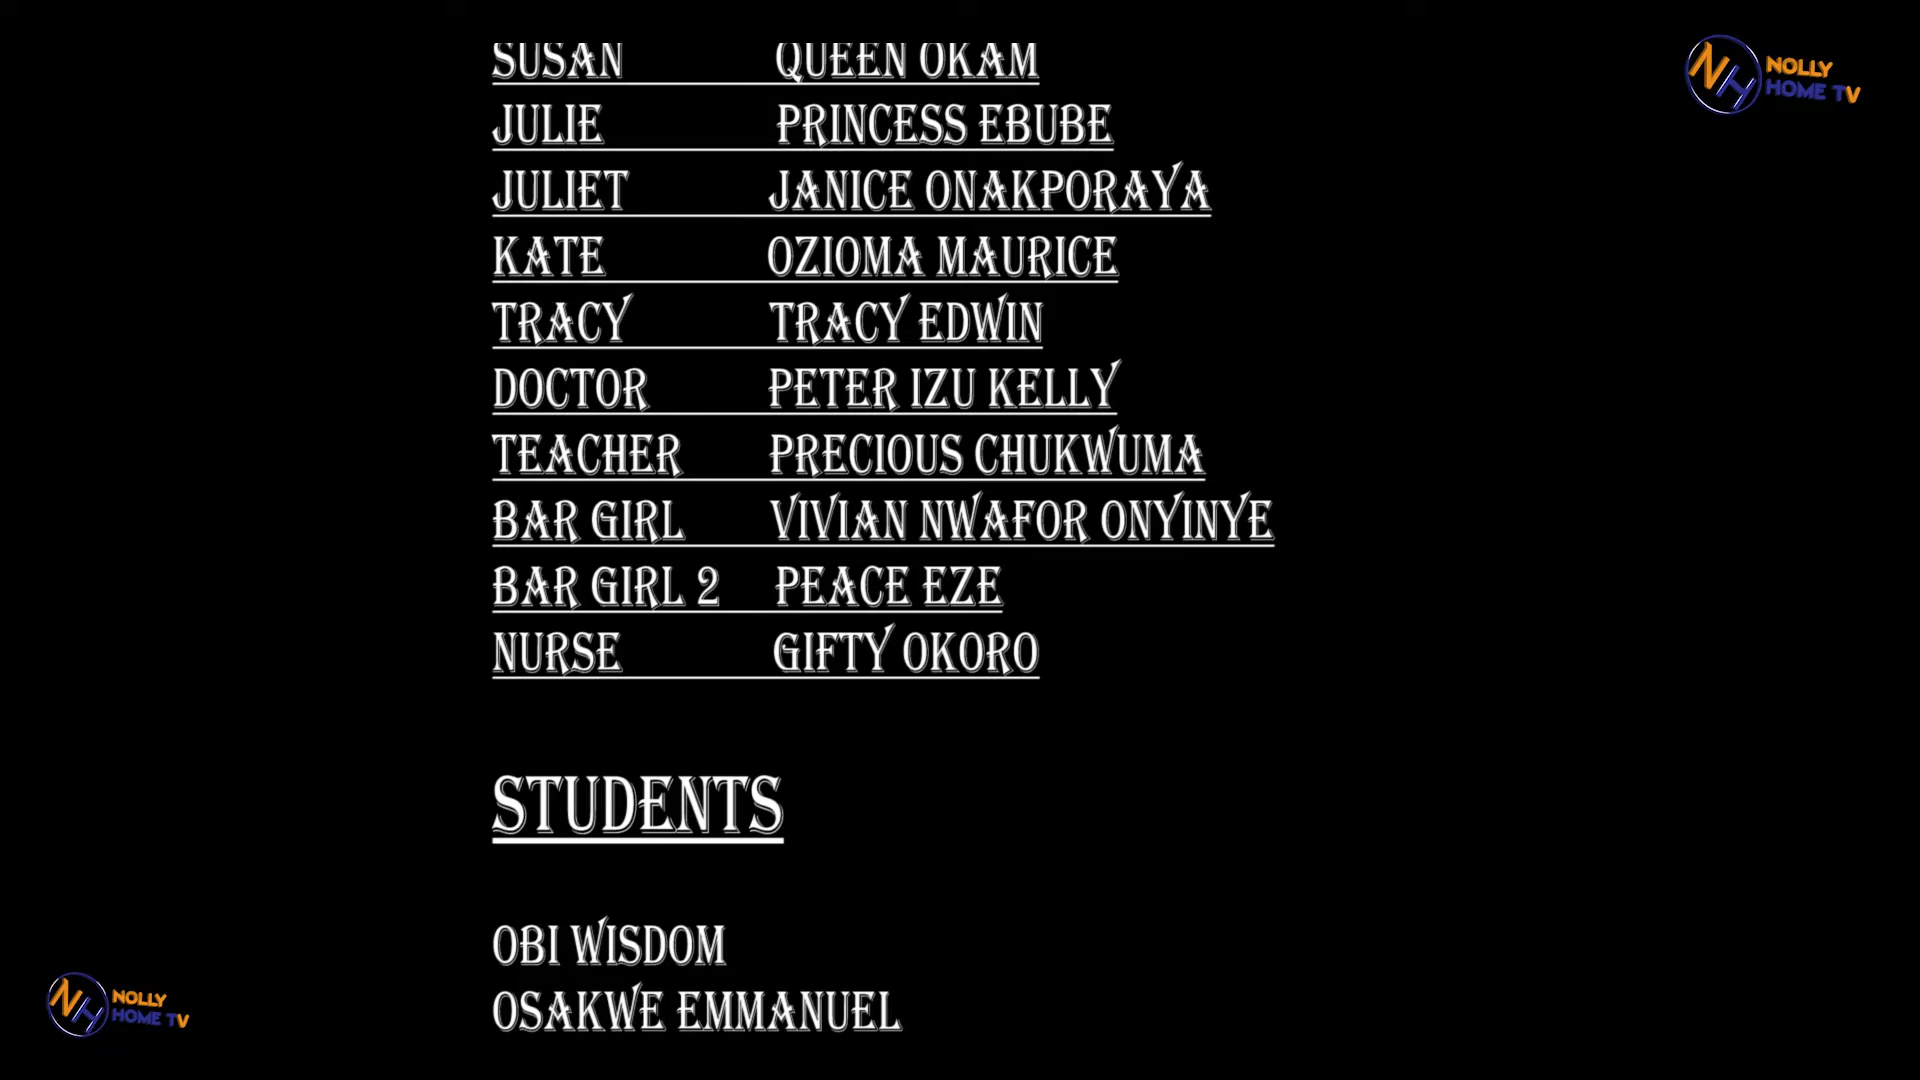 SUSAN QUEEN OKAM
NOLLY
HOME TV
JULIE PRINCESS EBUBE
JULIET JANICE ONAKPORAYA
KATE OZIOMA MAURICE
TRACY TRACY EDWIN
DOCTOR PETER IZU KELLY
TEACHER PRECIOUS CHUKWUMA
BAR GIRL VIVIAN NWAFOR ONYINYE
BAR GIRL 2 PEACE EZE
NURSE GIFTY OKORO
STUDENTS
OBI WISDOM
OSAKWE EMMANUEL
NH NOLLY
HOME TV